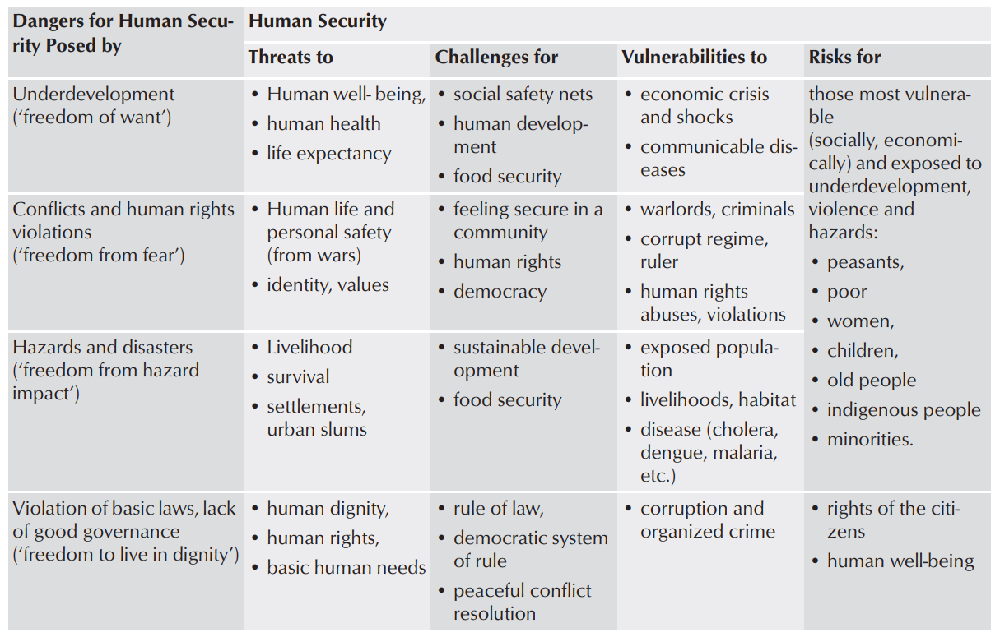 Dangers for Human Secu-
rity Posed by
Human Security
Threats to
Challenges for
Vulnerabilities to
Risks for
Underdevelopment
(‘freedom of want’)
• Human well- being,
• human health
• life expectancy
• social safety nets
• human develop-
ment
• food security
• economic crisis
and shocks
• communicable dis-
eases
those most vulnera-
ble
(socially, economi-
cally) and exposed to
underdevelopment,
violence and
hazards:
• peasants,
• poor
• women,
• children,
• old people
• indigenous people
• minorities.
Conflicts and human rights
violations
(‘freedom from fear’)
• Human life and
personal safety
(from wars)
• identity, values
• feeling secure in a
community
• human rights
• democracy
• warlords, criminals
• corrupt regime,
ruler
• human rights
abuses, violations
Hazards and disasters
(‘freedom from hazard
impact’)
• Livelihood
• survival
• settlements,
urban slums
• sustainable devel-
opment
• food security
• exposed popula-
tion
• livelihoods, habitat
• disease (cholera,
dengue, malaria,
etc.)
Violation of basic laws, lack
of good governance
(‘freedom to live in dignity’)
• human dignity,
• human rights,
• basic human needs
• rule of law,
• democratic system
of rule
• peaceful conflict
resolution
• corruption and
organized crime
• rights of the citi-
zens
• human well-being